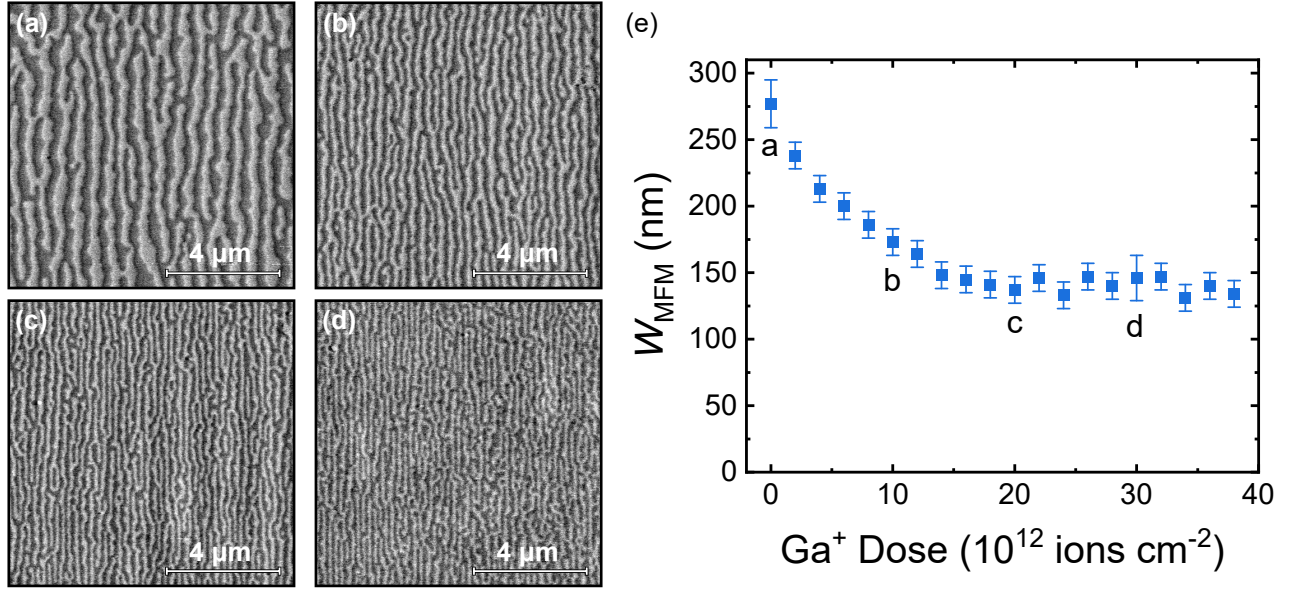 (a)
4 µm
(b)
4 µm
(c)
4 µm
(d)
4 µm
(e)
300
250
200
150
100
50
0
W_MFM (nm)
a
b
c
d
0
10
20
30
40
Ga⁺ Dose (10¹² ions cm⁻²)